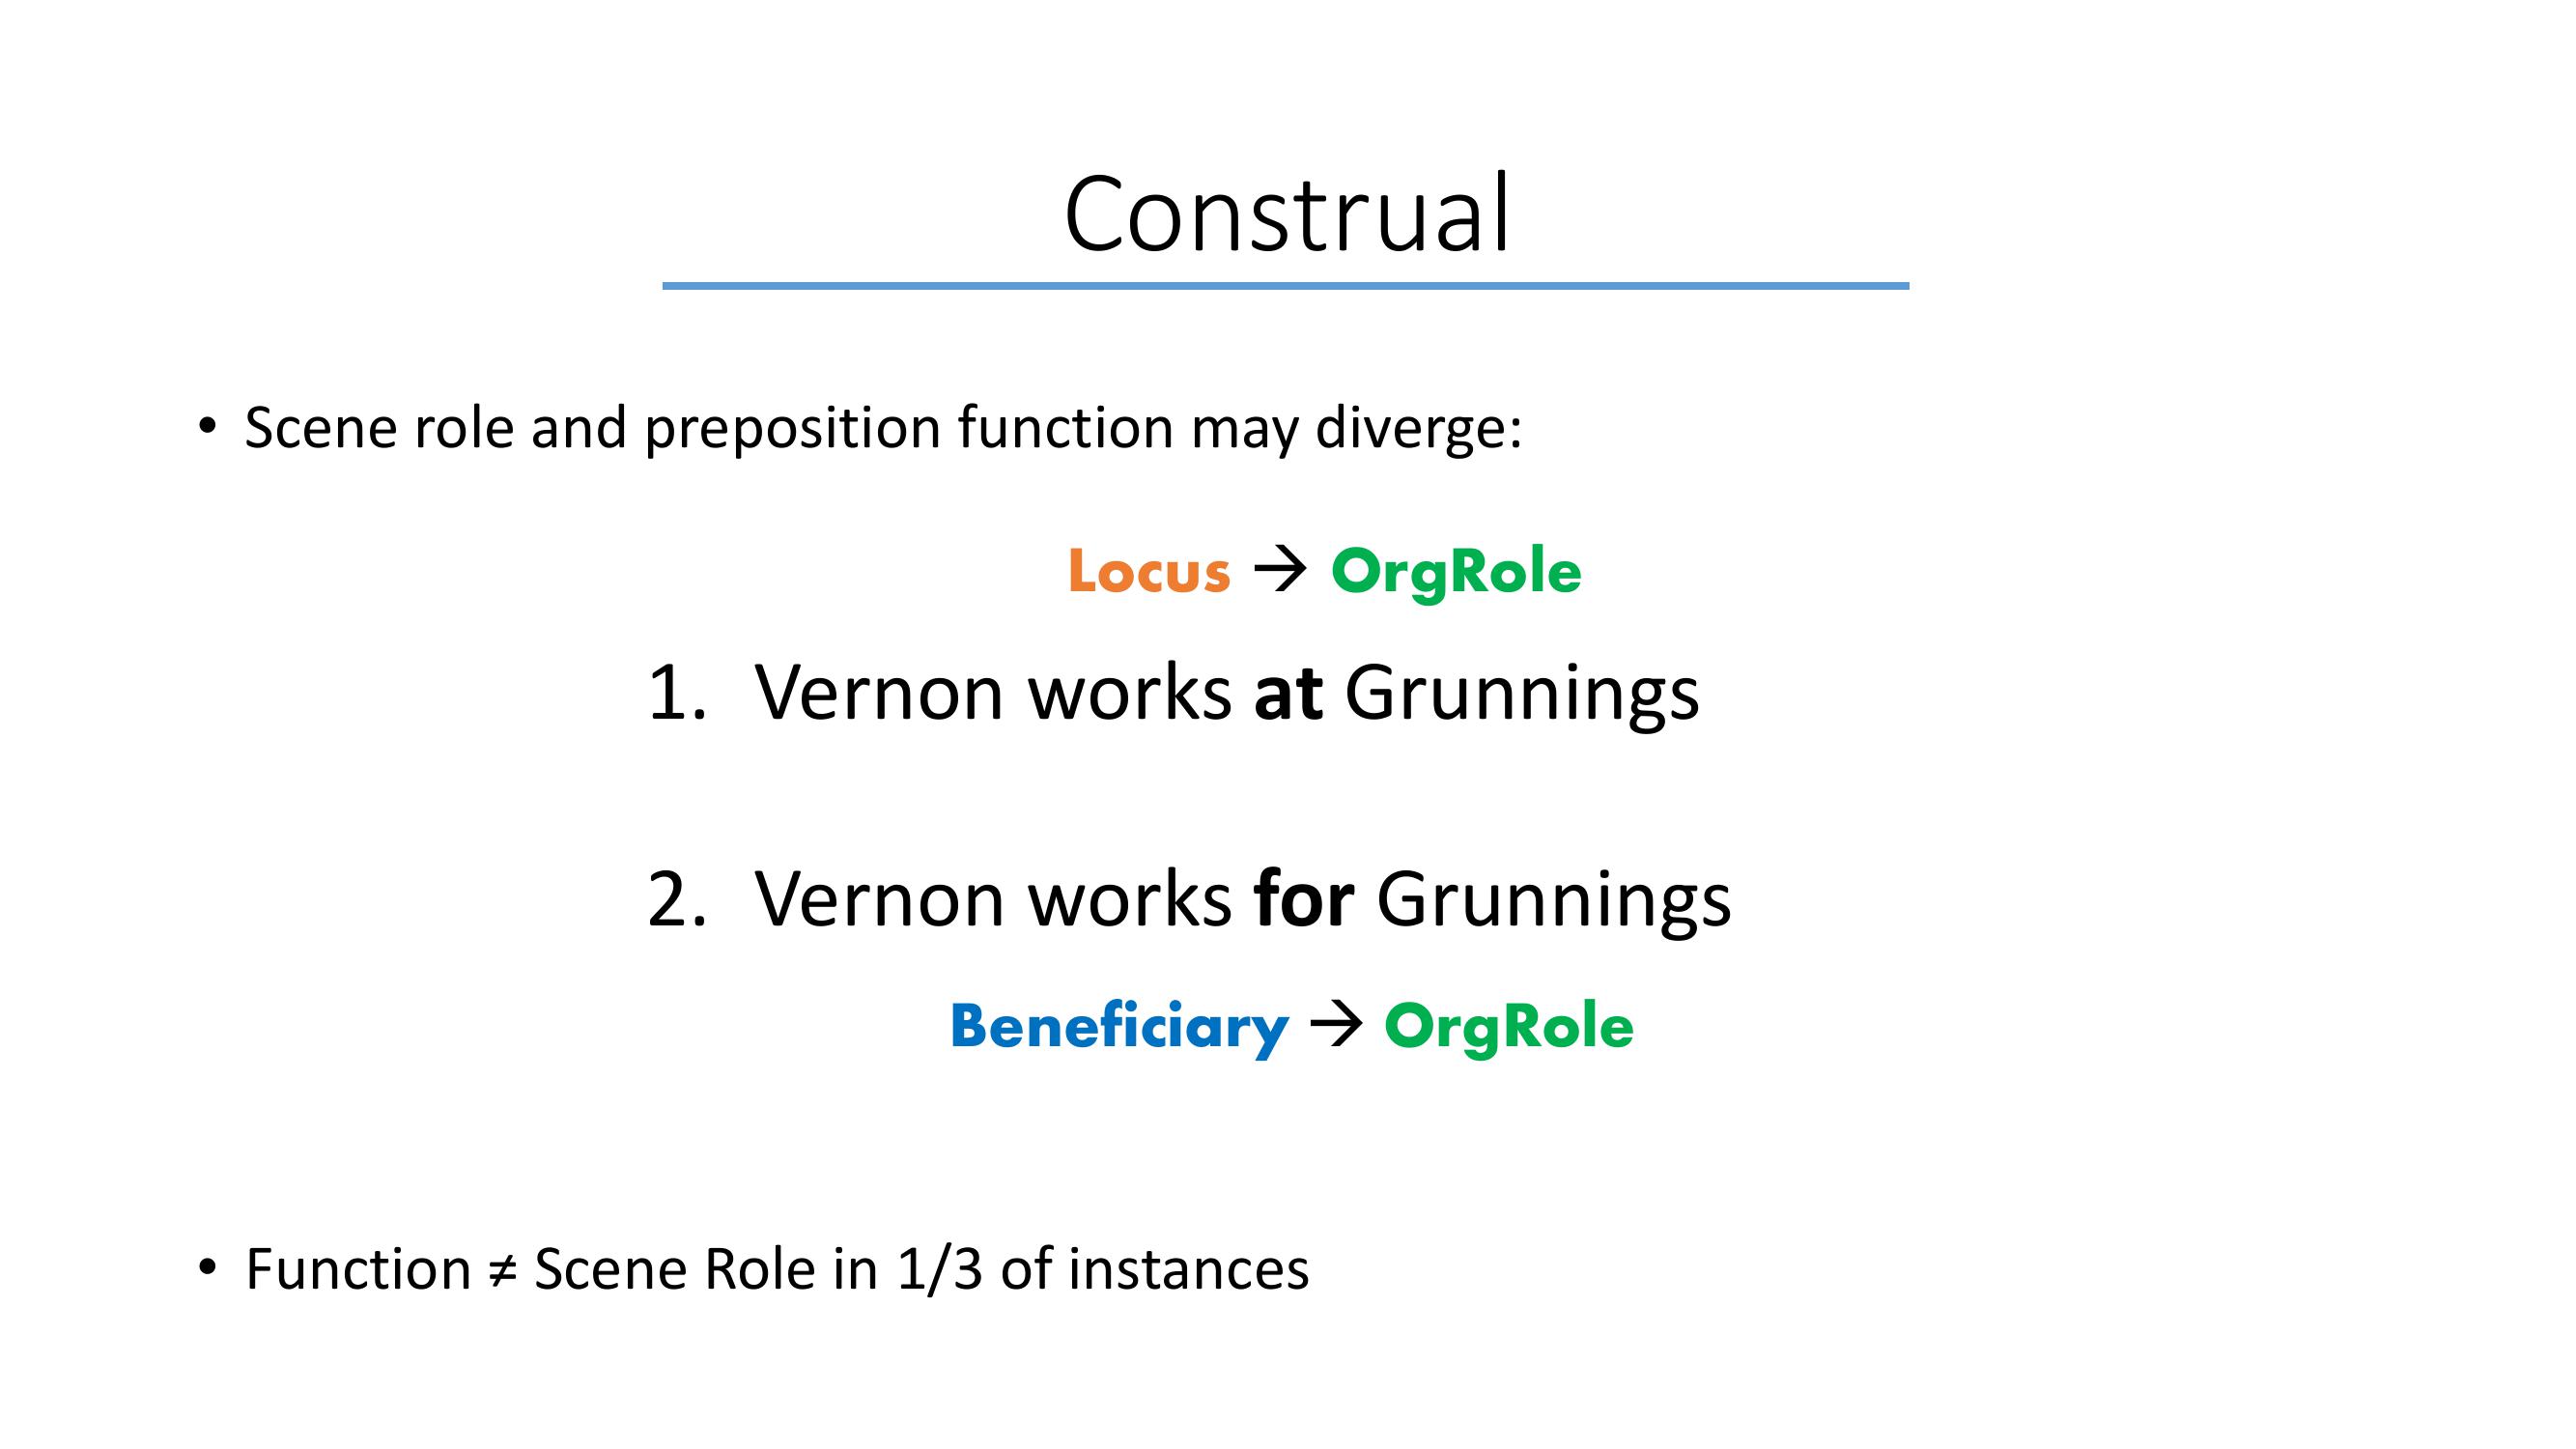 Construal
• Scene role and preposition function may diverge:
Locus → OrgRole
1. Vernon works at Grunnings
2. Vernon works for Grunnings
Beneficiary → OrgRole
• Function ≠ Scene Role in 1/3 of instances